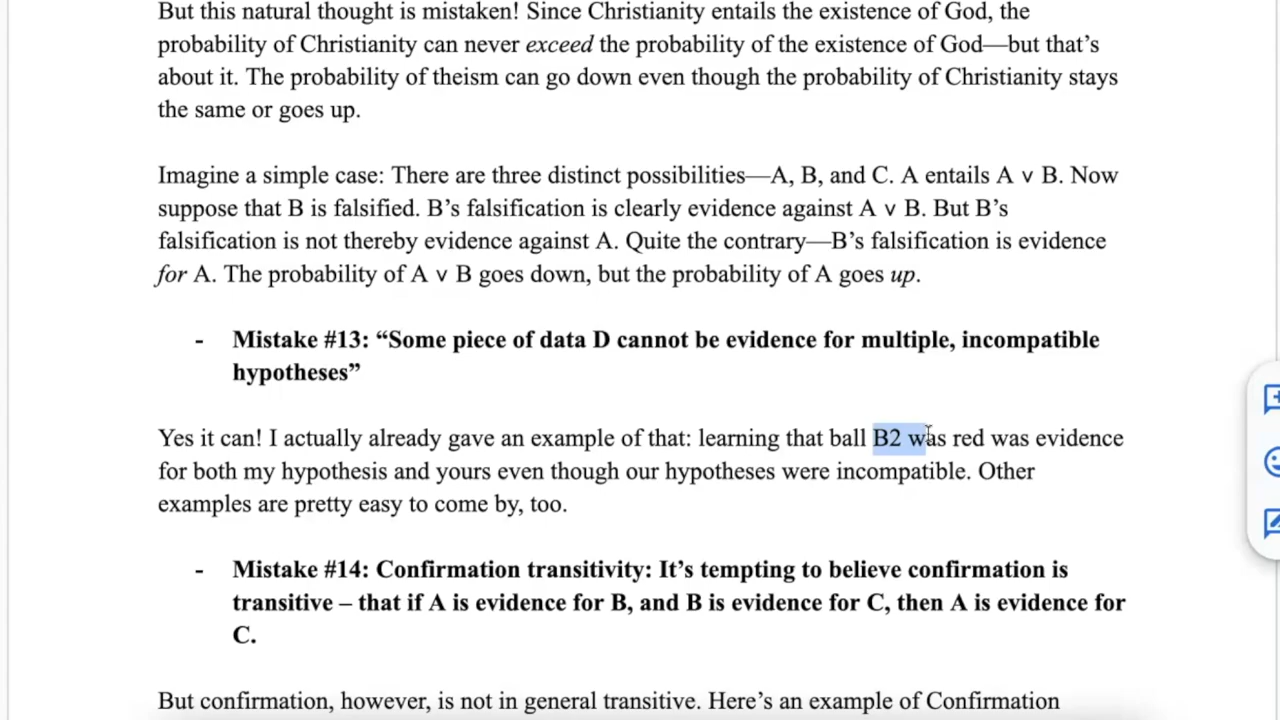 But this natural thought is mistaken! Since Christianity entails the existence of God, the
probability of Christianity can never exceed the probability of the existence of God—but that’s
about it. The probability of theism can go down even though the probability of Christianity stays
the same or goes up.
Imagine a simple case: There are three distinct possibilities—A, B, and C. A entails A v B. Now
suppose that B is falsified. B’s falsification is clearly evidence against A v B. But B’s
falsification is not thereby evidence against A. Quite the contrary—B’s falsification is evidence
for A. The probability of A v B goes down, but the probability of A goes up.
- Mistake #13: “Some piece of data D cannot be evidence for multiple, incompatible
hypotheses”
Yes it can! I actually already gave an example of that: learning that ball B2 was red was evidence
for both my hypothesis and yours even though our hypotheses were incompatible. Other
examples are pretty easy to come by, too.
- Mistake #14: Confirmation transitivity: It’s tempting to believe confirmation is
transitive – that if A is evidence for B, and B is evidence for C, then A is evidence for
C.
But confirmation, however, is not in general transitive. Here’s an example of Confirmation